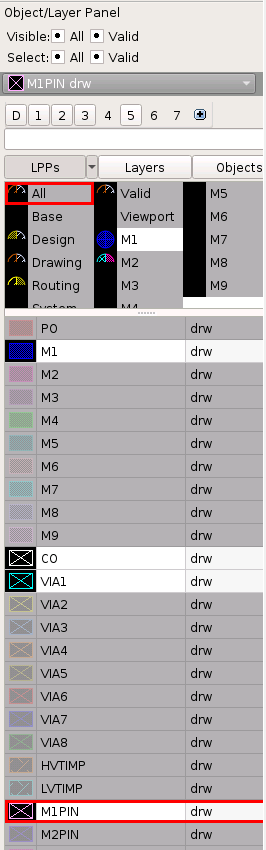 Object/Layer Panel
Visible: All Valid
Select: All Valid
M1PIN drw
D 1 2 3 4 5 6 7
LPPs Layers Objects
All Valid M5
Base Viewport M6
Design M1 M7
Drawing M2 M8
Routing M3 M9
PO drw
M1 drw
M2 drw
M3 drw
M4 drw
M5 drw
M6 drw
M7 drw
M8 drw
M9 drw
CO drw
VIA1 drw
VIA2 drw
VIA3 drw
VIA4 drw
VIA5 drw
VIA6 drw
VIA7 drw
VIA8 drw
HVTIMP drw
LVTIMP drw
M1PIN drw
M2PIN drw